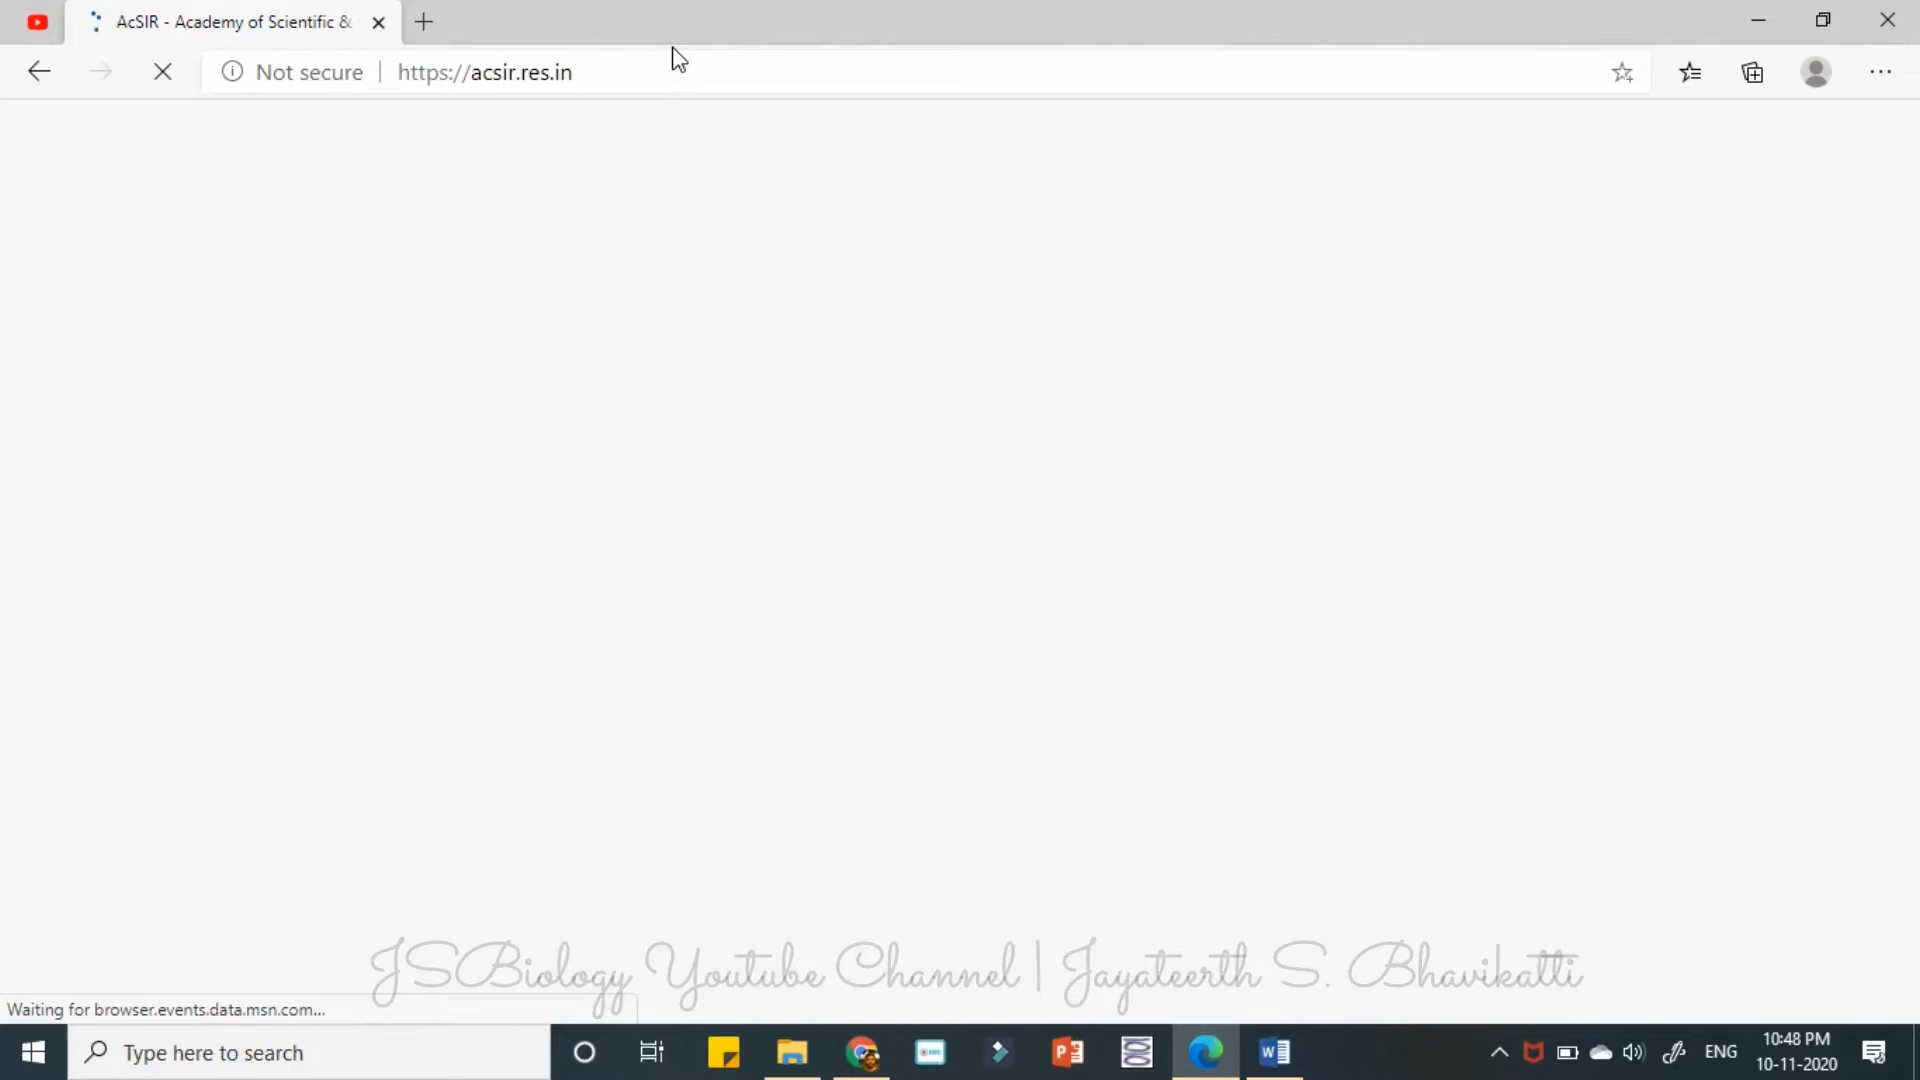 AcSIR - Academy of Scientific &
Not secure | https://acsir.res.in
JSBiology Youtube Channel | Jayateerth S. Bhavikatti
Waiting for browser.events.data.msn.com...
Type here to search
ENG
10:48 PM
10-11-2020